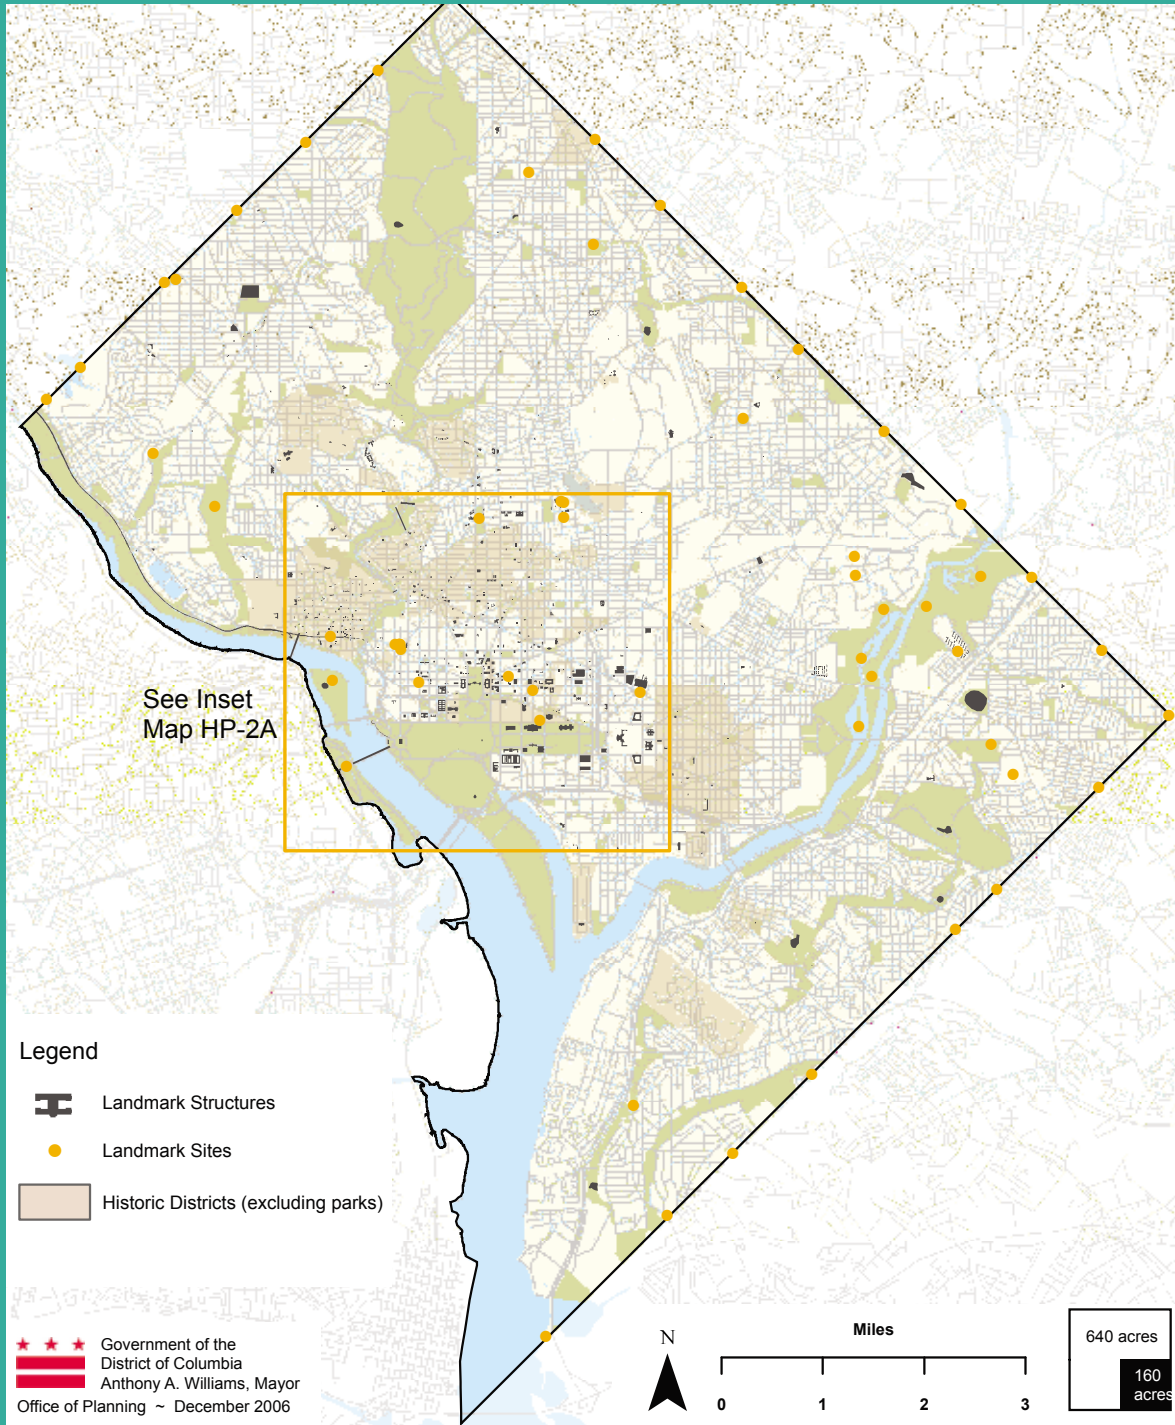 See Inset
Map HP-2A
Legend
Landmark Structures
Landmark Sites
Historic Districts (excluding parks)
Government of the
District of Columbia
Anthony A. Williams, Mayor
Office of Planning ~ December 2006
N
Miles
0 1 2 3
640 acres
160
acres